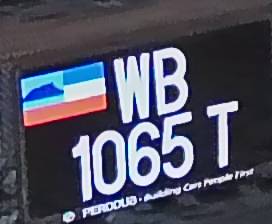 WB
1065 T
© PERODUA • Building Cars People First